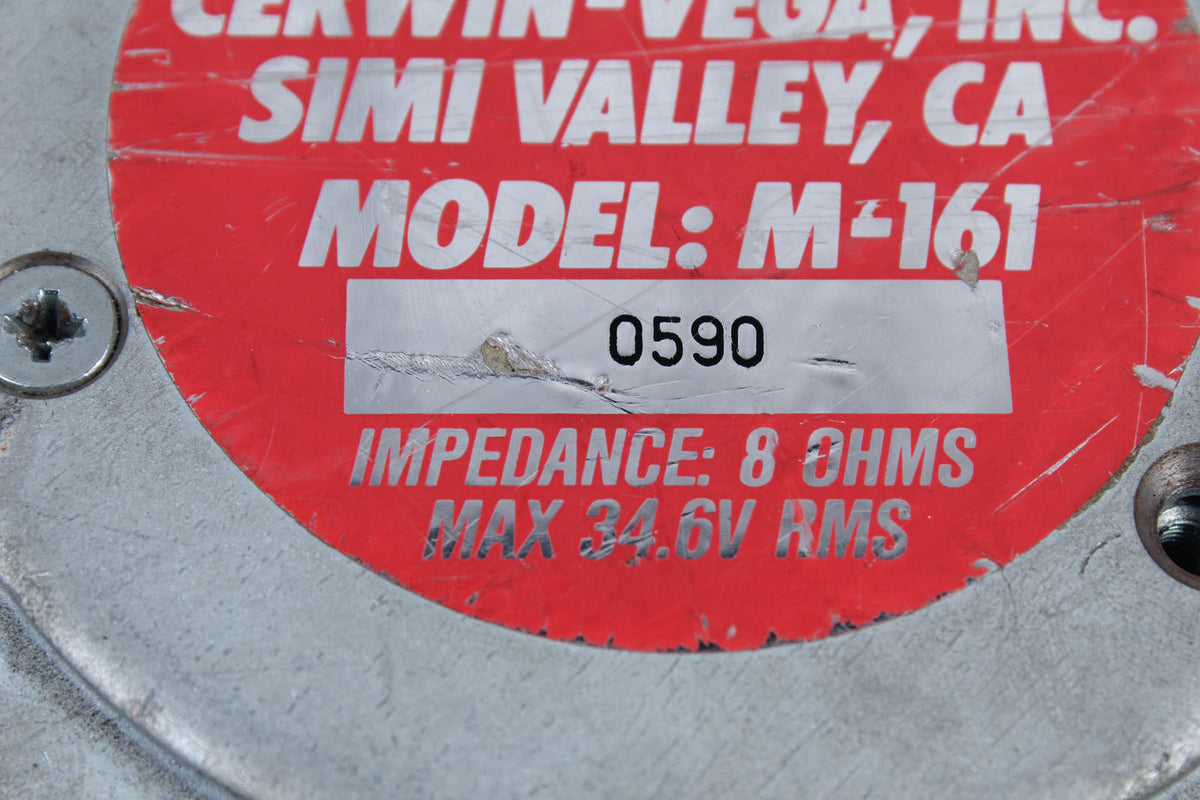 CERWIN-VEGA, INC.
SIMI VALLEY, CA
MODEL: M-161
0590
IMPEDANCE: 8 OHMS
MAX 34.6V RMS